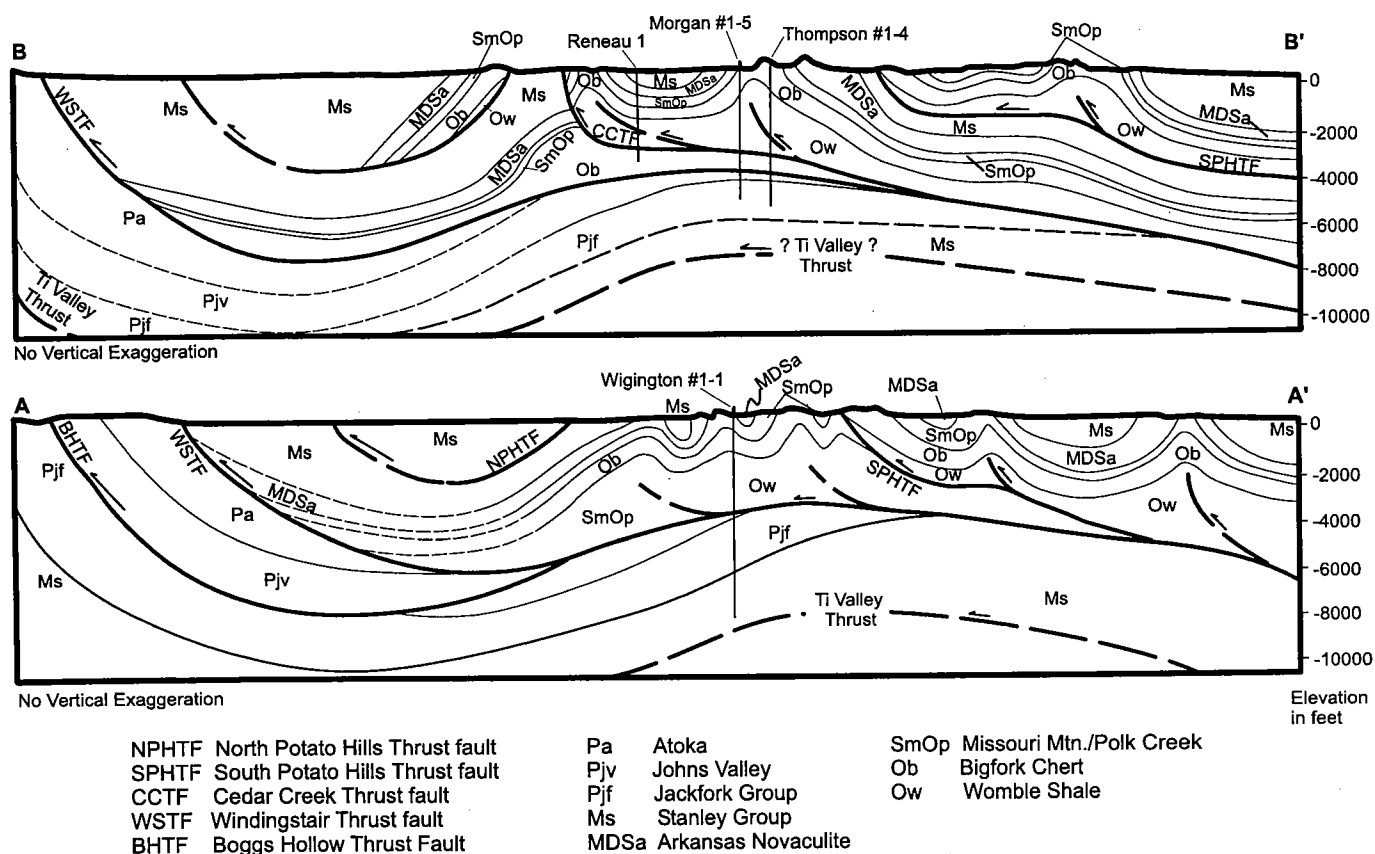 B
SmOp
Reneau 1
Morgan #1-5
Thompson #1-4
SmOp
B'
WSTF
Ms
Ms
MDSa
Ob
Ow
Ms
Ob
Ms
MDSa
SmOp
CCTF
Ob
Ow
MDSa
Ms
Ob
Ow
Ms
MDSa
SPHTF
SmOp
MDSa
SmOp
Ob
Pa
Pjv
Pjf
Pjf
Ti Valley
Thrust
? Ti Valley ?
Thrust
Ms
0
-2000
-4000
-6000
-8000
-10000
No Vertical Exaggeration
A
Wigington #1-1
MDSa
SmOp
MDSa
A'
BHTF
Pjf
Ms
WSTF
Pa
Pjv
MDSa
Ms
Ms
NPHTF
Ob
SmOp
Ms
Ow
Pjf
SPHTF
SmOp
Ob
Ow
Ms
MDSa
Ob
Ow
Ms
Ti Valley
Thrust
Ms
0
-2000
-4000
-6000
-8000
-10000
No Vertical Exaggeration
Elevation
in feet
NPHTF North Potato Hills Thrust fault
SPHTF South Potato Hills Thrust fault
CCTF Cedar Creek Thrust fault
WSTF Windingstair Thrust fault
BHTF Boggs Hollow Thrust Fault
Pa Atoka
Pjv Johns Valley
Pjf Jackfork Group
Ms Stanley Group
MDSa Arkansas Novaculite
SmOp Missouri Mtn./Polk Creek
Ob Bigfork Chert
Ow Womble Shale